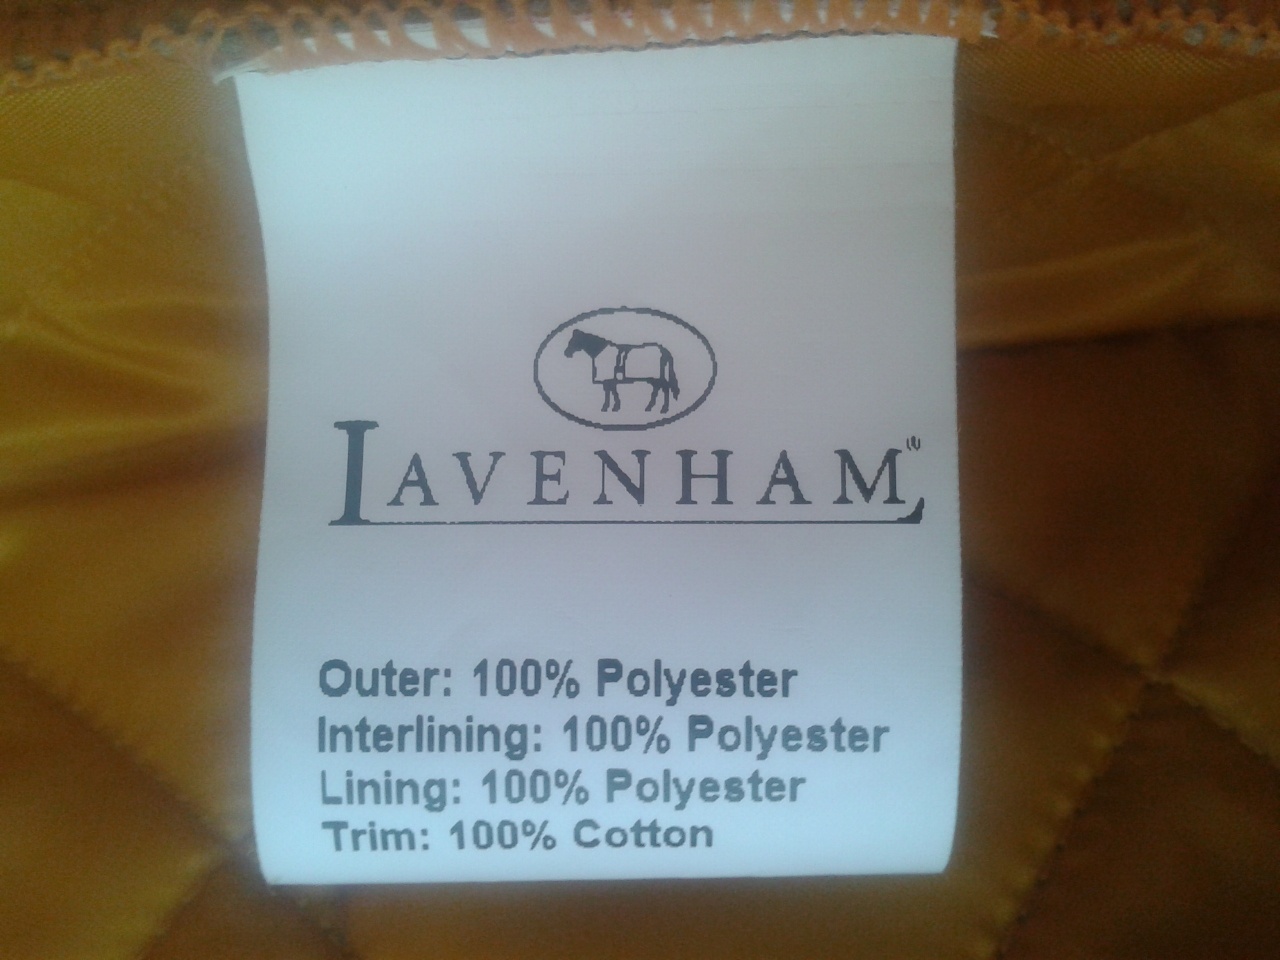 LAVENHAM
Outer: 100% Polyester
Interlining: 100% Polyester
Lining: 100% Polyester
Trim: 100% Cotton